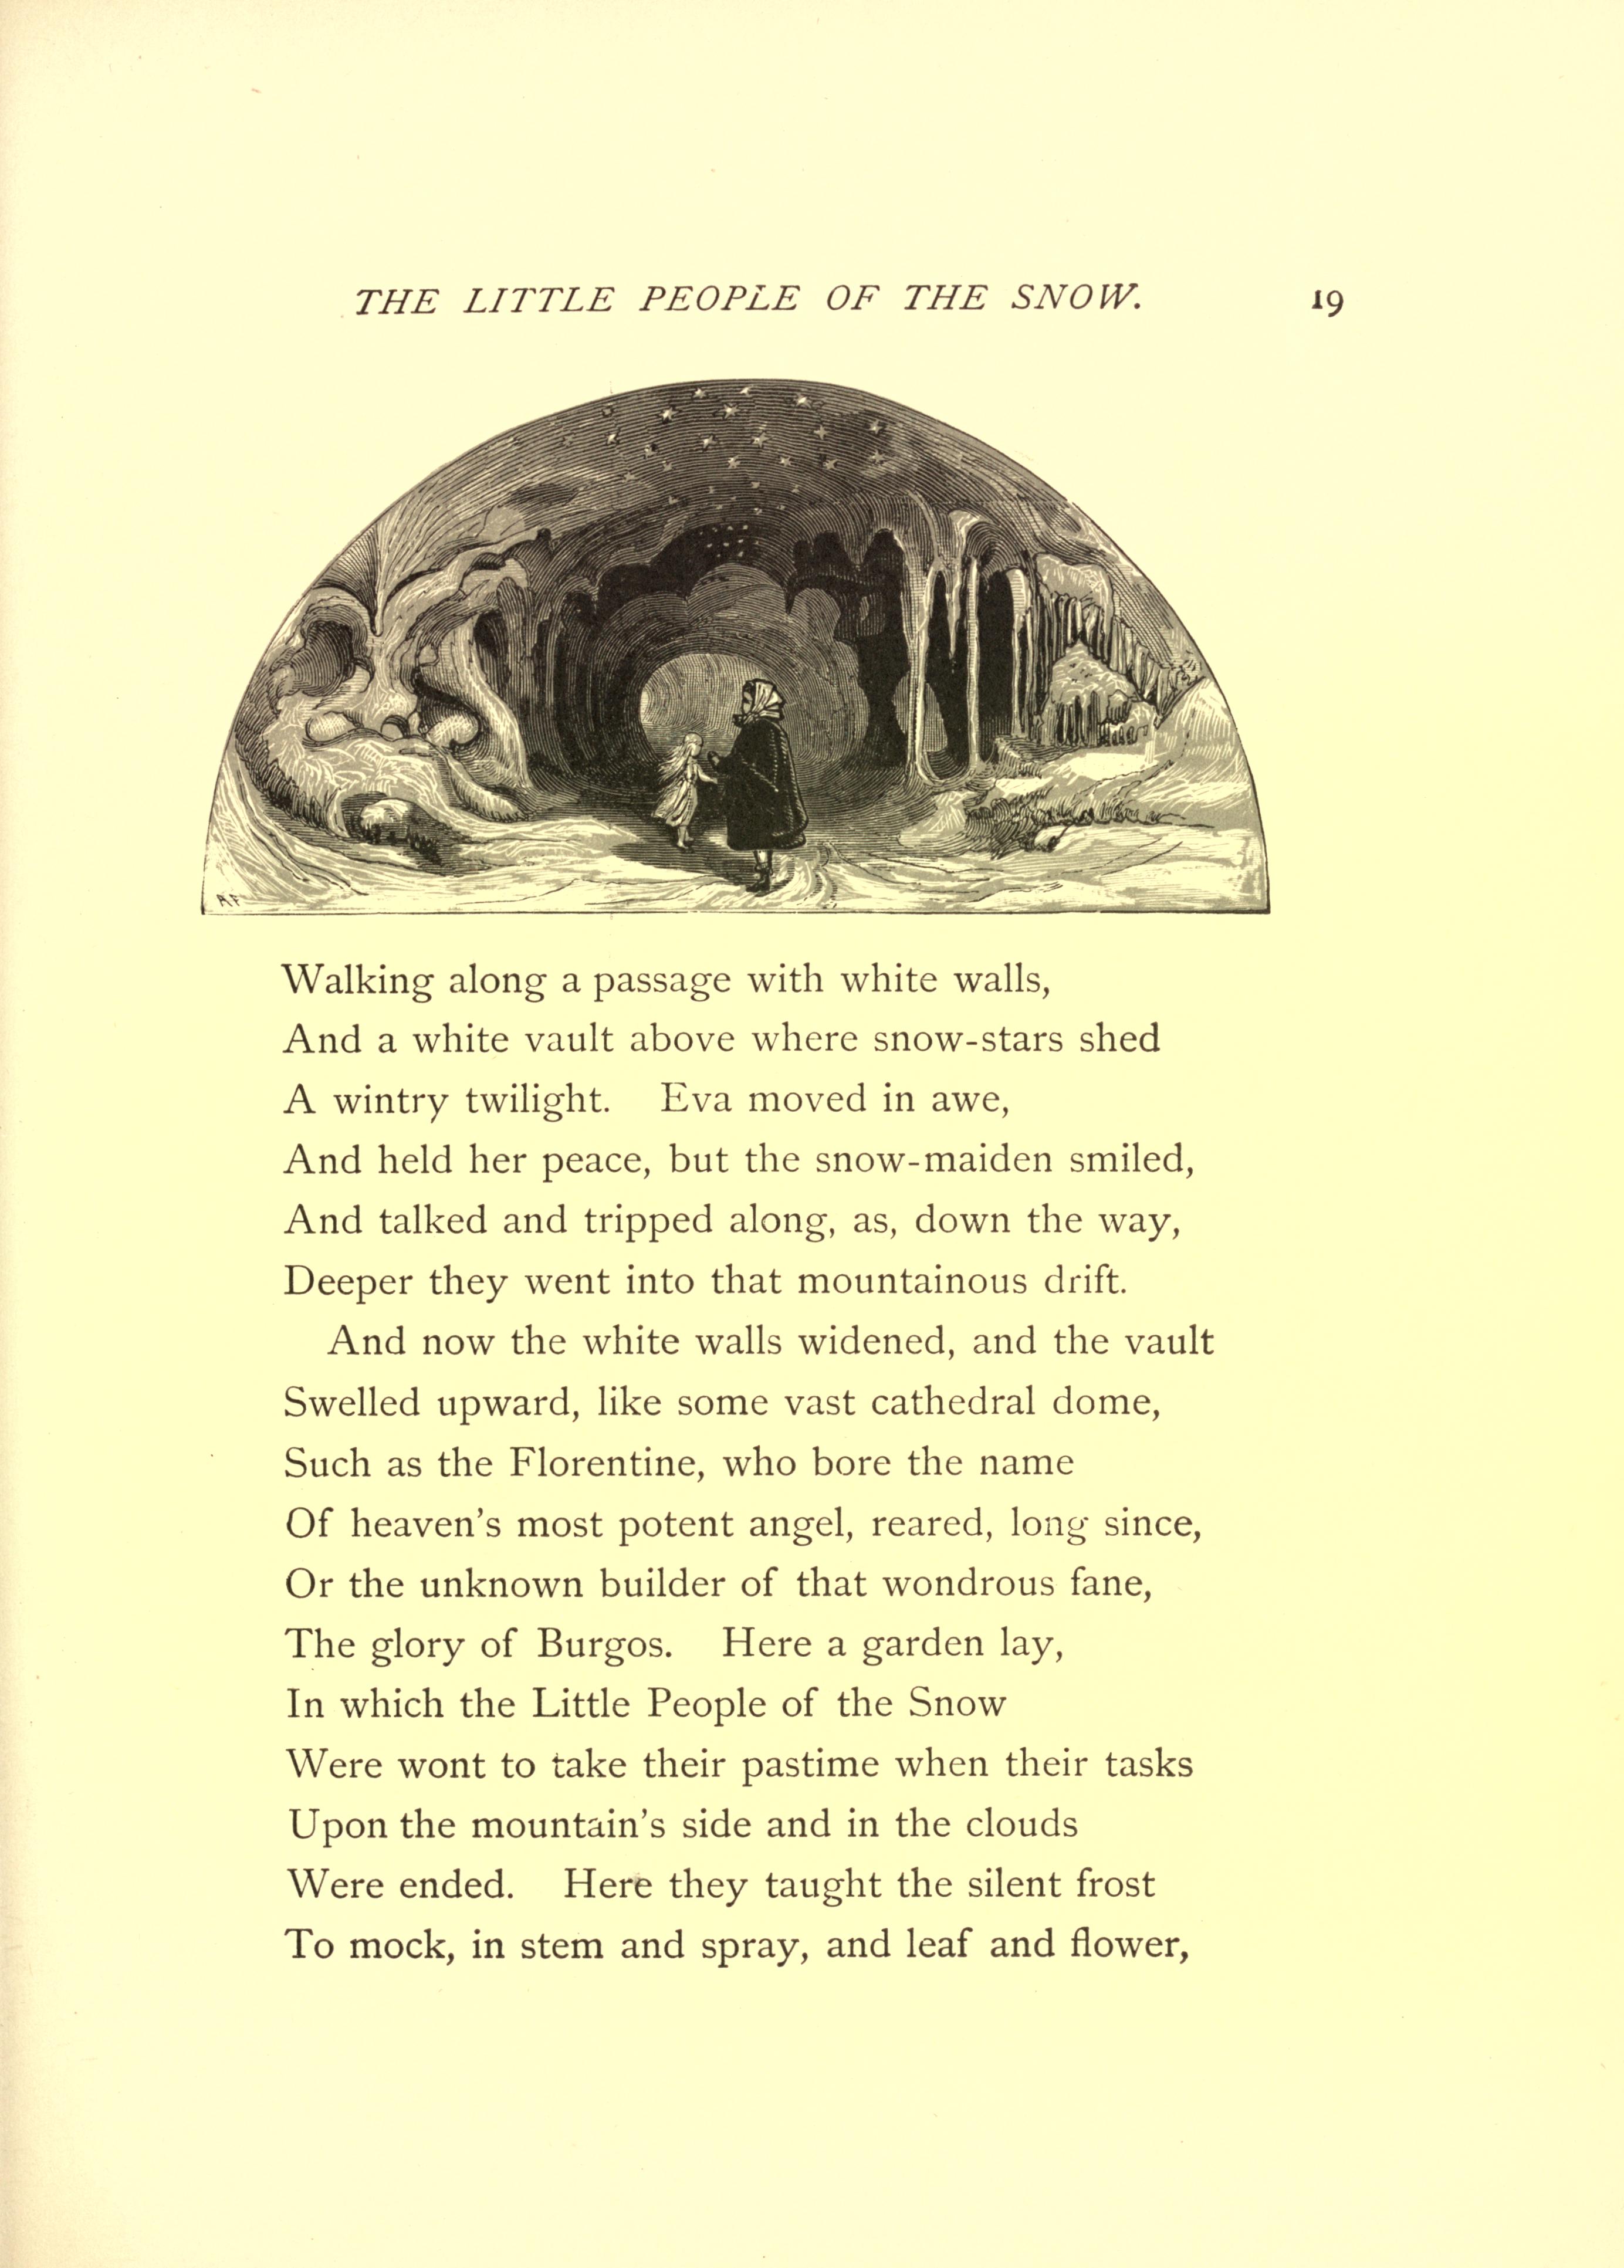 THE LITTLE PEOPLE OF THE SNOW. 19
A.F
Walking along a passage with white walls,
And a white vault above where snow-stars shed
A wintry twilight. Eva moved in awe,
And held her peace, but the snow-maiden smiled,
And talked and tripped along, as, down the way,
Deeper they went into that mountainous drift.
And now the white walls widened, and the vault
Swelled upward, like some vast cathedral dome,
Such as the Florentine, who bore the name
Of heaven's most potent angel, reared, long since,
Or the unknown builder of that wondrous fane,
The glory of Burgos. Here a garden lay,
In which the Little People of the Snow
Were wont to take their pastime when their tasks
Upon the mountain's side and in the clouds
Were ended. Here they taught the silent frost
To mock, in stem and spray, and leaf and flower,